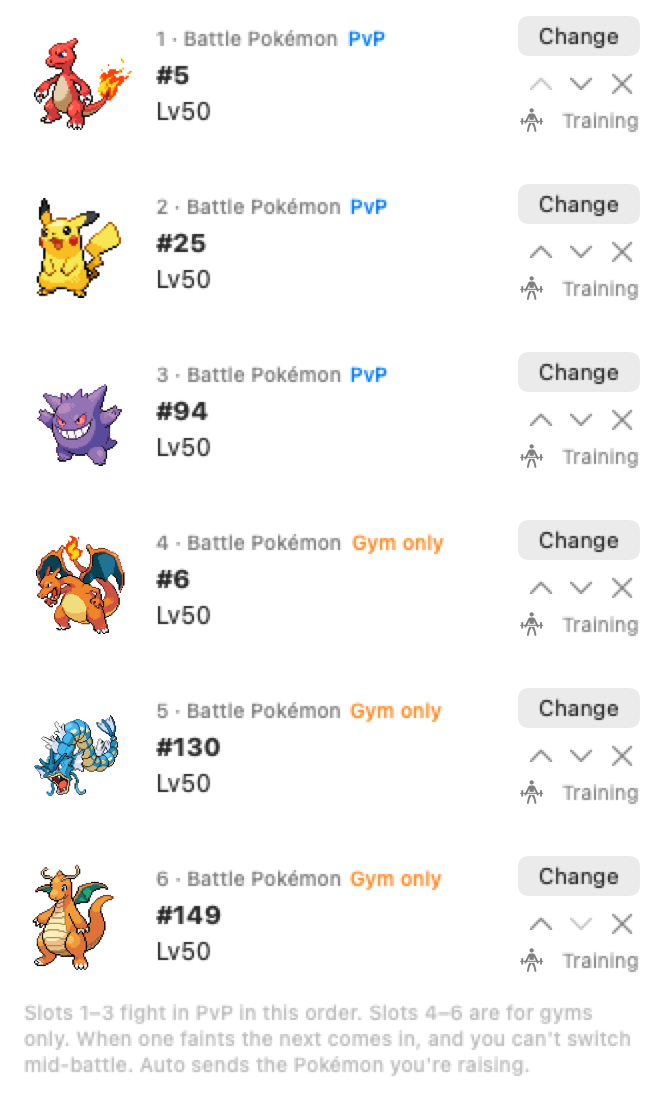 1 · Battle Pokémon PvP
Change
#5
Lv50
Training
2 · Battle Pokémon PvP
Change
#25
Lv50
Training
3 · Battle Pokémon PvP
Change
#94
Lv50
Training
4 · Battle Pokémon Gym only
Change
#6
Lv50
Training
5 · Battle Pokémon Gym only
Change
#130
Lv50
Training
6 · Battle Pokémon Gym only
Change
#149
Lv50
Training
Slots 1–3 fight in PvP in this order. Slots 4–6 are for gyms
only. When one faints the next comes in, and you can't switch
mid-battle. Auto sends the Pokémon you're raising.